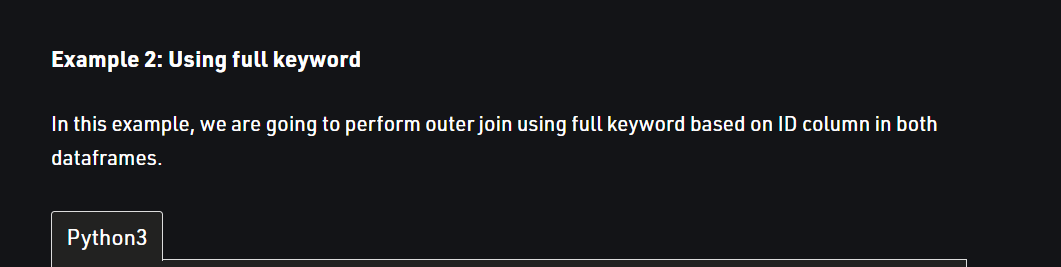 Example 2: Using full keyword
In this example, we are going to perform outer join using full keyword based on ID column in both
dataframes.
Python3